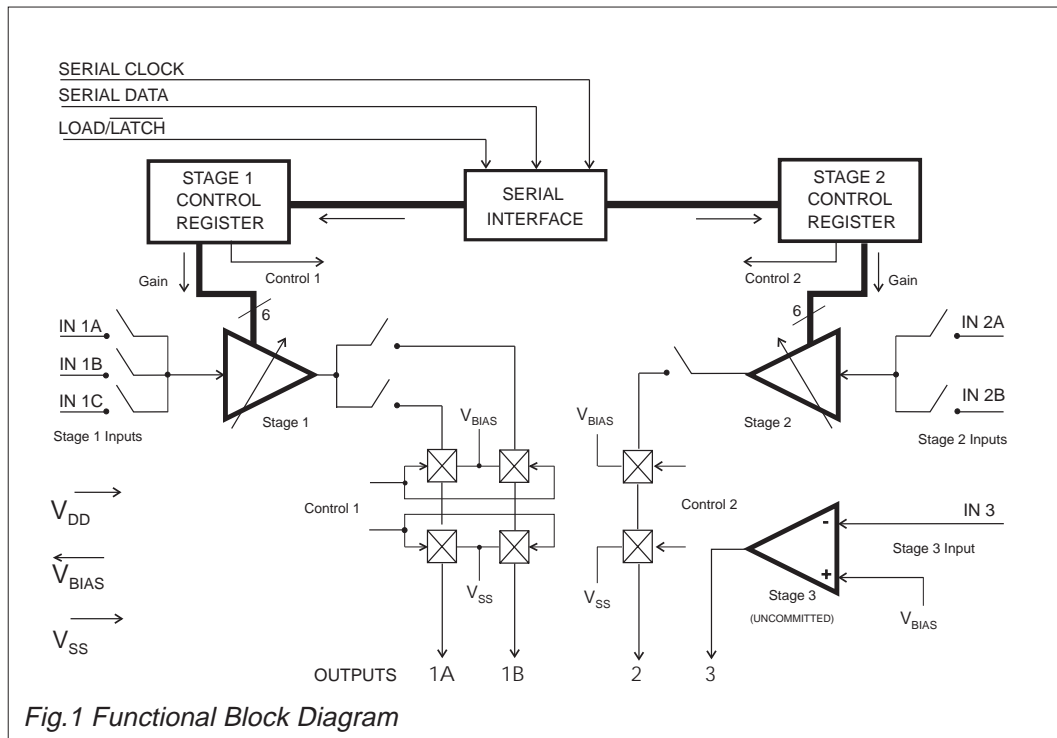 SERIAL CLOCK
SERIAL DATA
LOAD/LATCH
STAGE 1
CONTROL
REGISTER
SERIAL
INTERFACE
STAGE 2
CONTROL
REGISTER
Gain
Control 1
Control 2
Gain
6
6
IN 1A
IN 1B
IN 1C
Stage 1 Inputs
Stage 1
IN 2A
IN 2B
Stage 2
Stage 2 Inputs
VBIAS
VBIAS
Control 1
Control 2
VSS
VSS
VDD
VBIAS
VSS
IN 3
-
+
Stage 3 Input
Stage 3
(UNCOMMITTED)
VBIAS
OUTPUTS 1A 1B 2 3
Fig.1 Functional Block Diagram